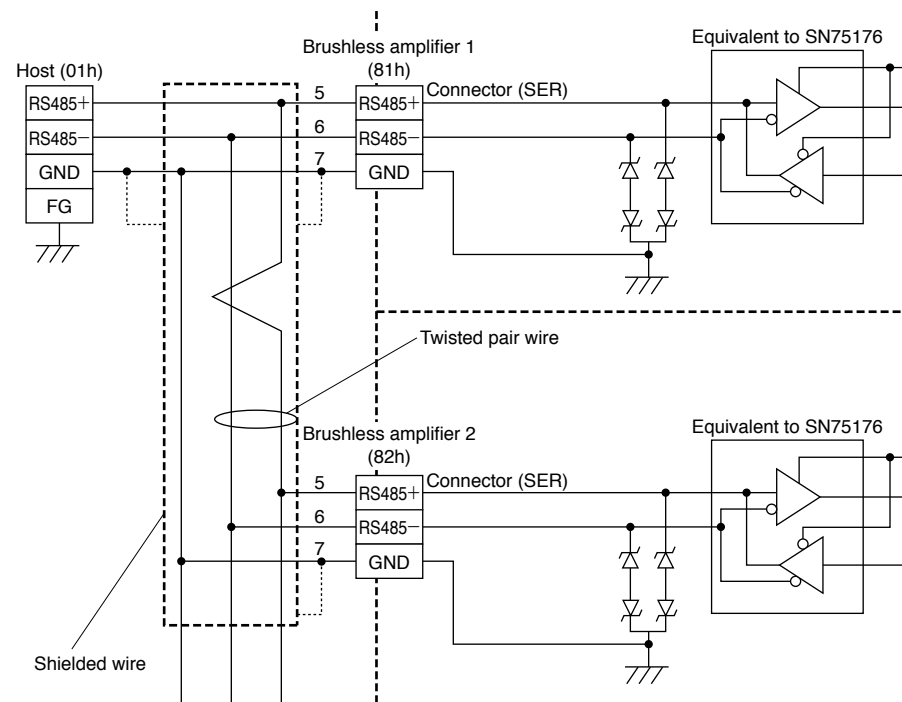 Equivalent to SN75176
Brushless amplifier 1
(81h)
Host (01h)
Connector (SER)
RS485+
5
RS485+
RS485−
6
RS485−
GND
7
GND
FG
Twisted pair wire
Equivalent to SN75176
Brushless amplifier 2
(82h)
Connector (SER)
5
RS485+
6
RS485−
7
GND
Shielded wire